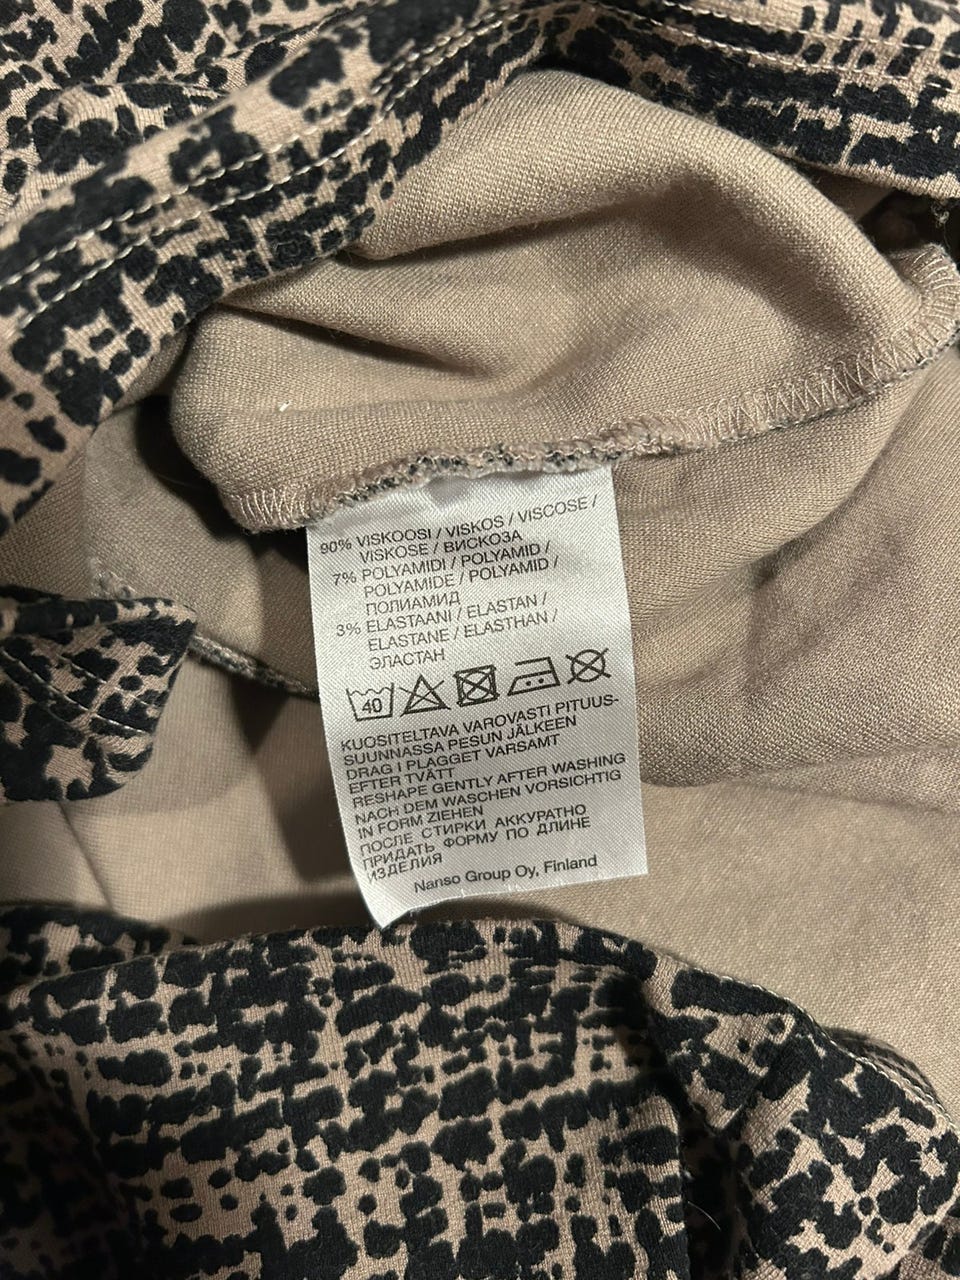 90% VISKOOSI / VISKOS / VISCOSE /
VISKOSE / ВИСКОЗА
7% POLYAMIDI / POLYAMID /
POLYAMIDE / POLYAMID /
ПОЛИАМИД
3% ELASTAANI / ELASTAN /
ELASTANE / ELASTHAN /
ЭЛАСТАН
40
KUOSITELTAVA VAROVASTI PITUUS-
SUUNNASSA PESUN JÄLKEEN
DRAG I PLAGGET VARSAMT
EFTER TVÄTT
RESHAPE GENTLY AFTER WASHING
NACH DEM WASCHEN VORSICHTIG
IN FORM ZIEHEN
ПОСЛЕ СТИРКИ АККУРАТНО
ПРИДАТЬ ФОРМУ ПО ДЛИНЕ
ИЗДЕЛИЯ
Nanso Group Oy, Finland